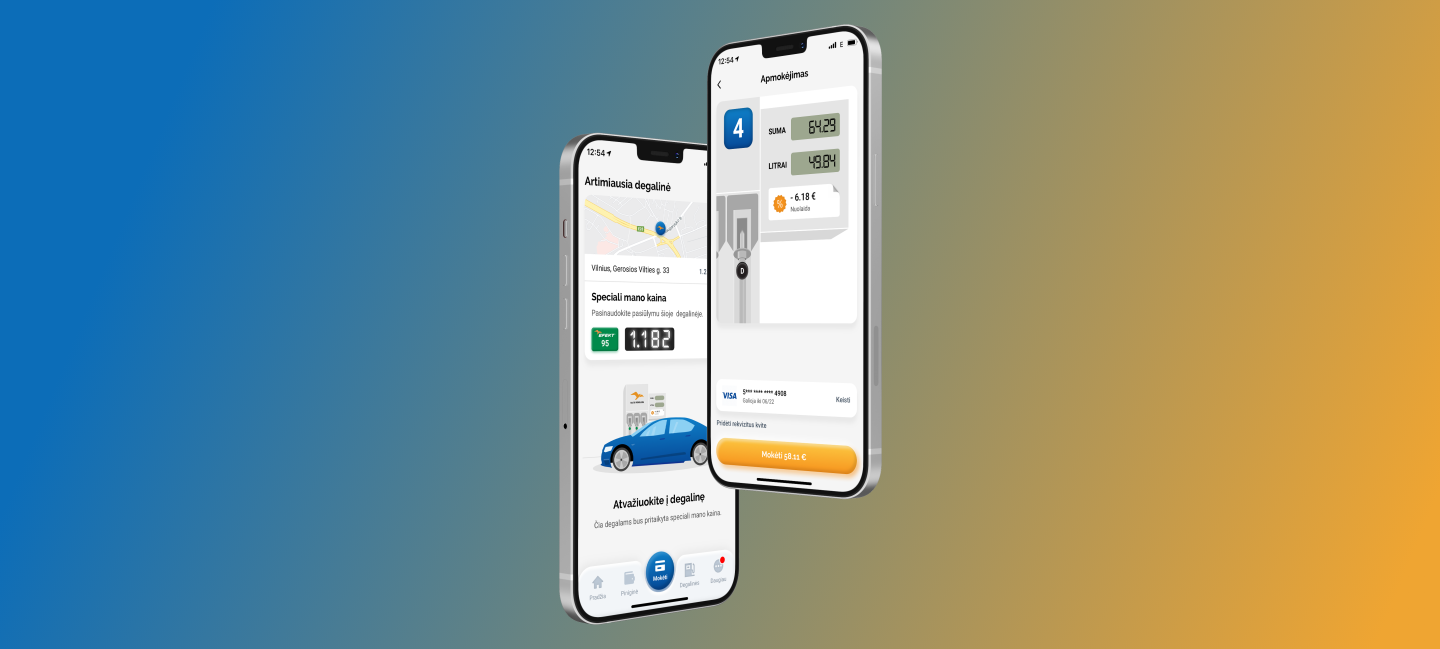 12:54
Artimiausia degalinė
Vilnius, Gerosios Vilties g. 33
1.2
Speciali mano kaina
Pasinaudokite pasiūlymu šioje degalinėje.
EFEKT
95
1.182
Atvažiuokite į degalinę
Čia degalams bus pritaikyta speciali mano kaina.
Pradžia
Piniginė
Mokėti
Degalinės
Daugiau
12:54
E
Apmokėjimas
4
SUMA
64.29
LITRAI
49.84
%
- 6.18 €
Nuolaida
D
VISA
5*** **** **** 4908
Galioja iki 06/22
Keisti
Pridėti rekvizitus kvite
Mokėti 58.11 €